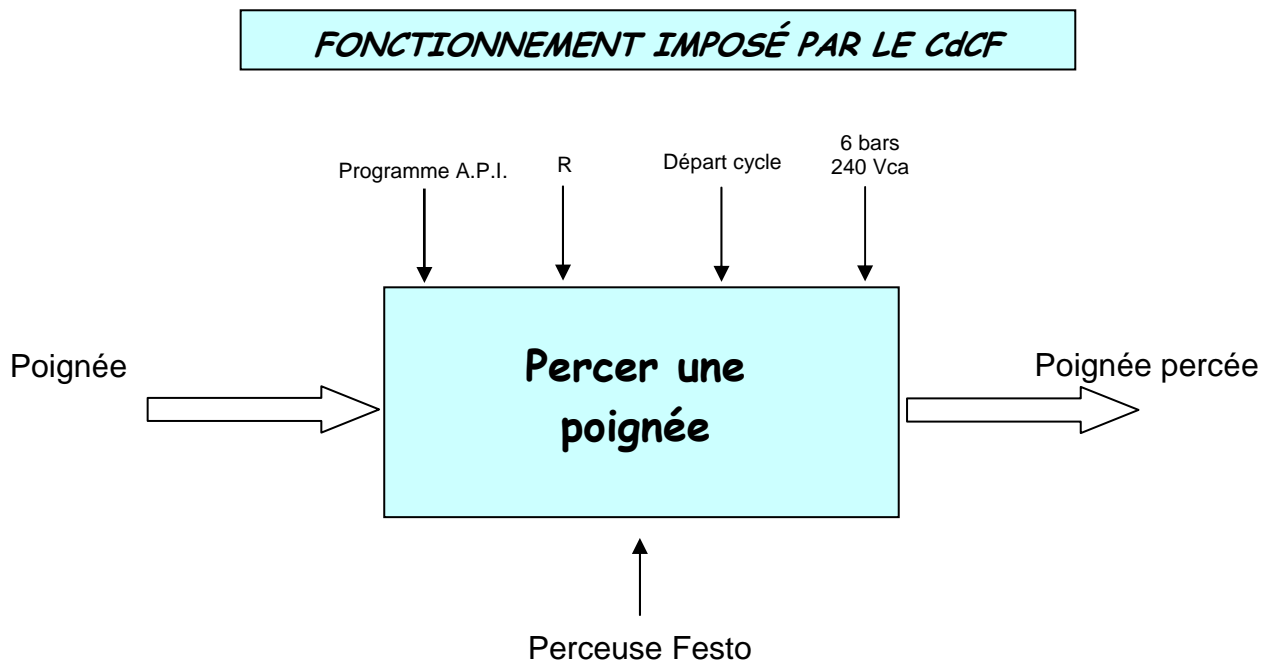 FONCTIONNEMENT IMPOSÉ PAR LE CdCF
Programme A.P.I.
R
Départ cycle
6 bars
240 Vca
Poignée
Percer une
poignée
Poignée percée
Perceuse Festo